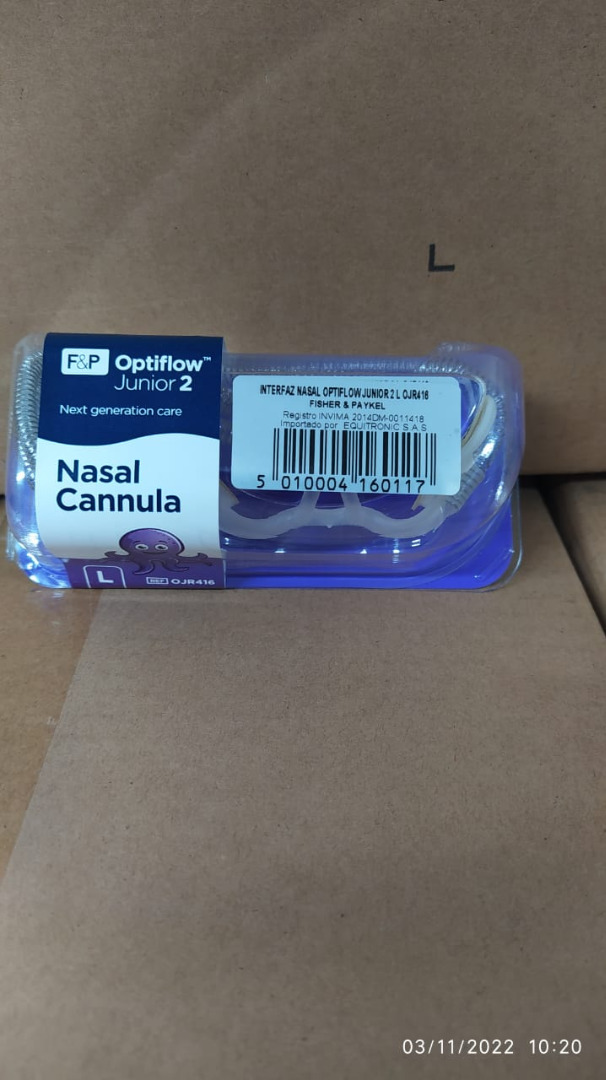 L
F&P Optiflow™
Junior 2
Next generation care
Nasal
Cannula
L
REF OJR416
INTERFAZ NASAL OPTIFLOW JUNIOR 2 L OJR416
FISHER & PAYKEL
Registro INVIMA 2014DM-0011418
Importado por EQUITRONIC S.A.S
5 010004 160117
03/11/2022 10:20